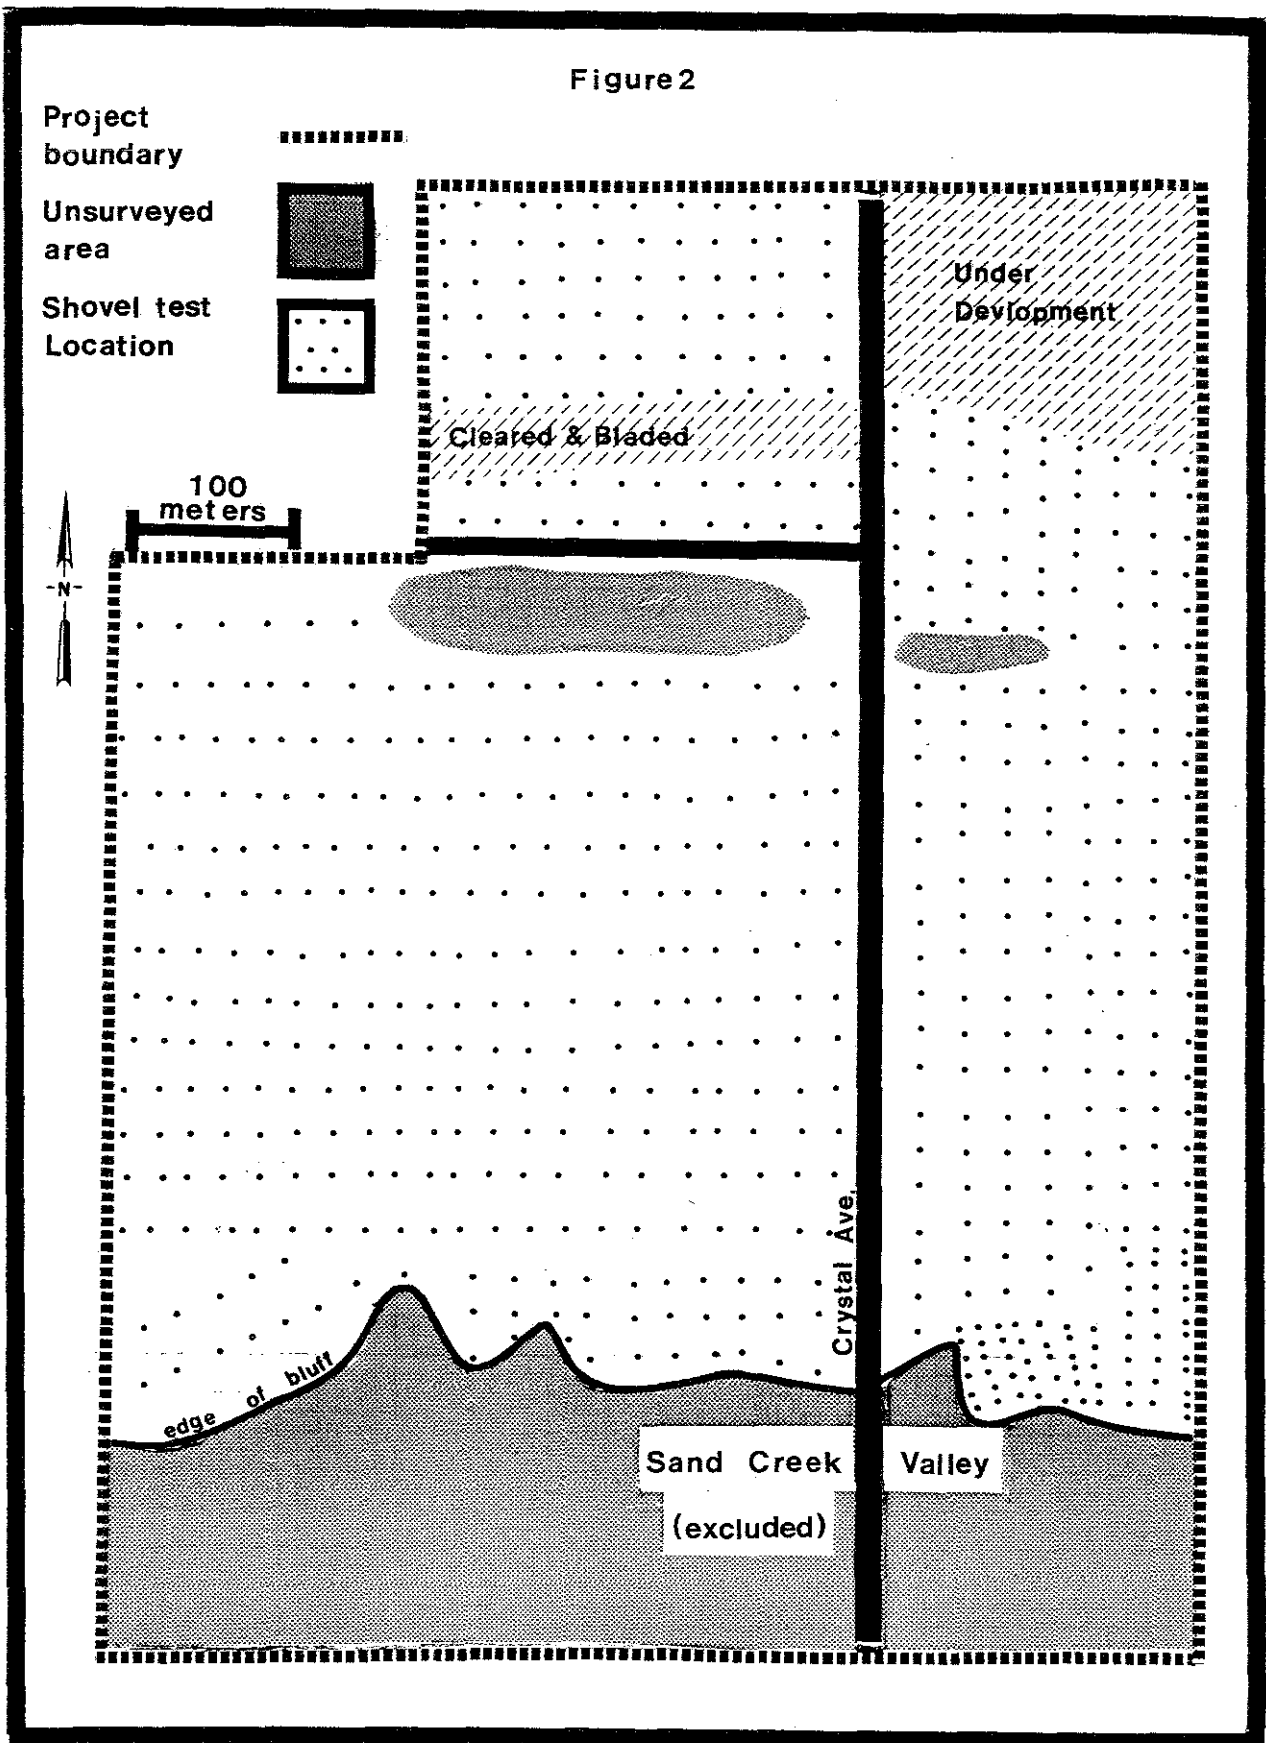 Figure 2
Project
boundary
Unsurveyed
area
Shovel test
Location
Under
Devlopment
Cleared & Bladed
100
meters
-N-
Crystal Ave.
edge of bluff
Sand Creek Valley
(excluded)